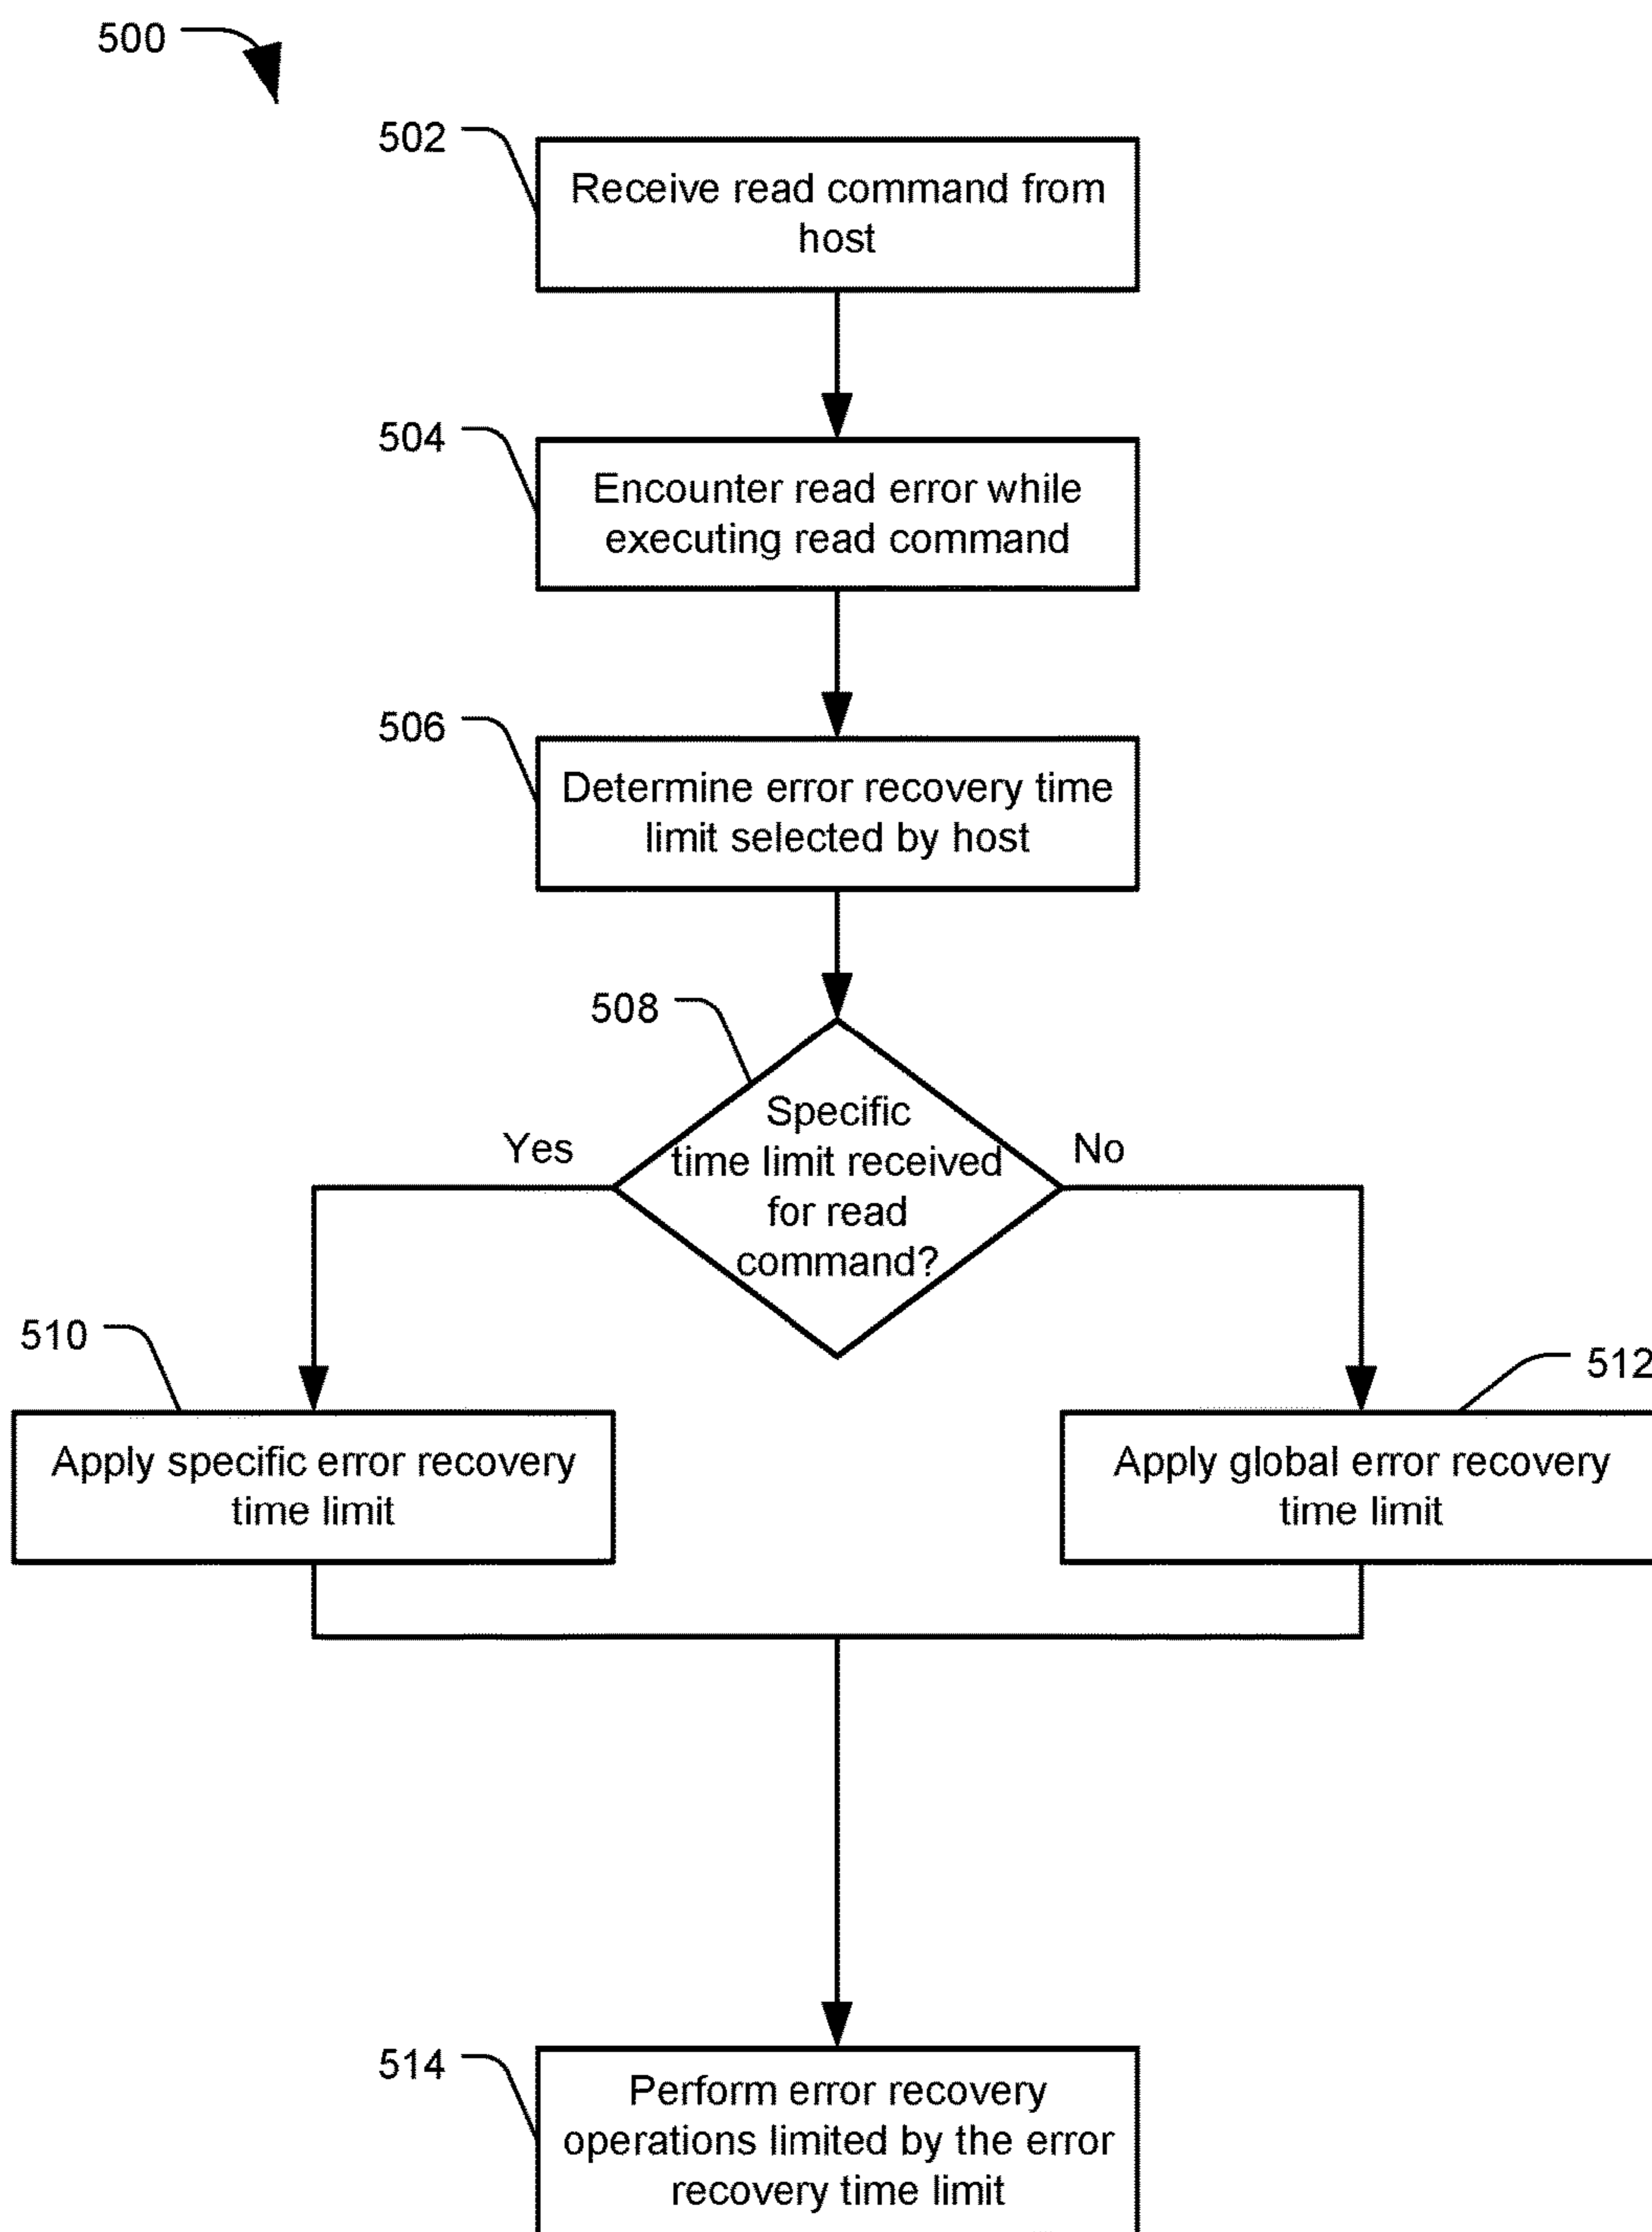 500
502
Receive read command from
host
504
Encounter read error while
executing read command
506
Determine error recovery time
limit selected by host
508
Specific
time limit received
for read
command?
Yes
No
510
Apply specific error recovery
time limit
512
Apply global error recovery
time limit
514
Perform error recovery
operations limited by the error
recovery time limit